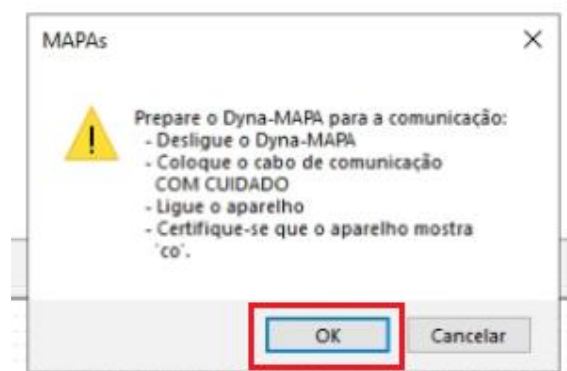 MAPAs
Prepare o Dyna-MAPA para a comunicação:
- Desligue o Dyna-MAPA
- Coloque o cabo de comunicação
COM CUIDADO
- Ligue o aparelho
- Certifique-se que o aparelho mostra
`co'.
OK
Cancelar